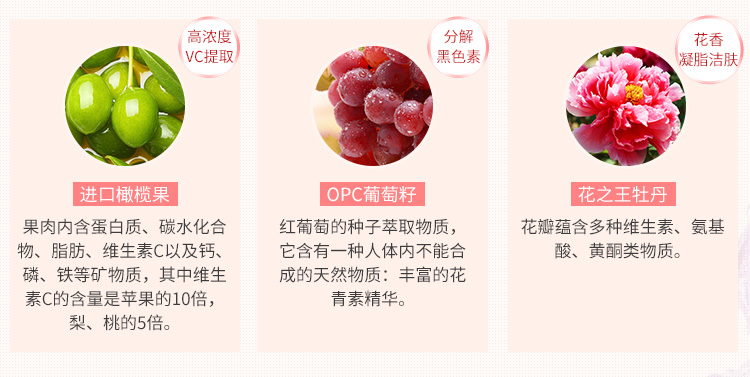 高浓度
VC提取
进口橄榄果
果肉内含蛋白质、碳水化合
物、脂肪、维生素C以及钙、
磷、铁等矿物质，其中维生
素C的含量是苹果的10倍，
梨、桃的5倍。
分解
黑色素
OPC葡萄籽
红葡萄的种子萃取物质，
它含有一种人体内不能合
成的天然物质：丰富的花
青素精华。
花香
凝脂洁肤
花之王牡丹
花瓣蕴含多种维生素、氨基
酸、黄酮类物质。